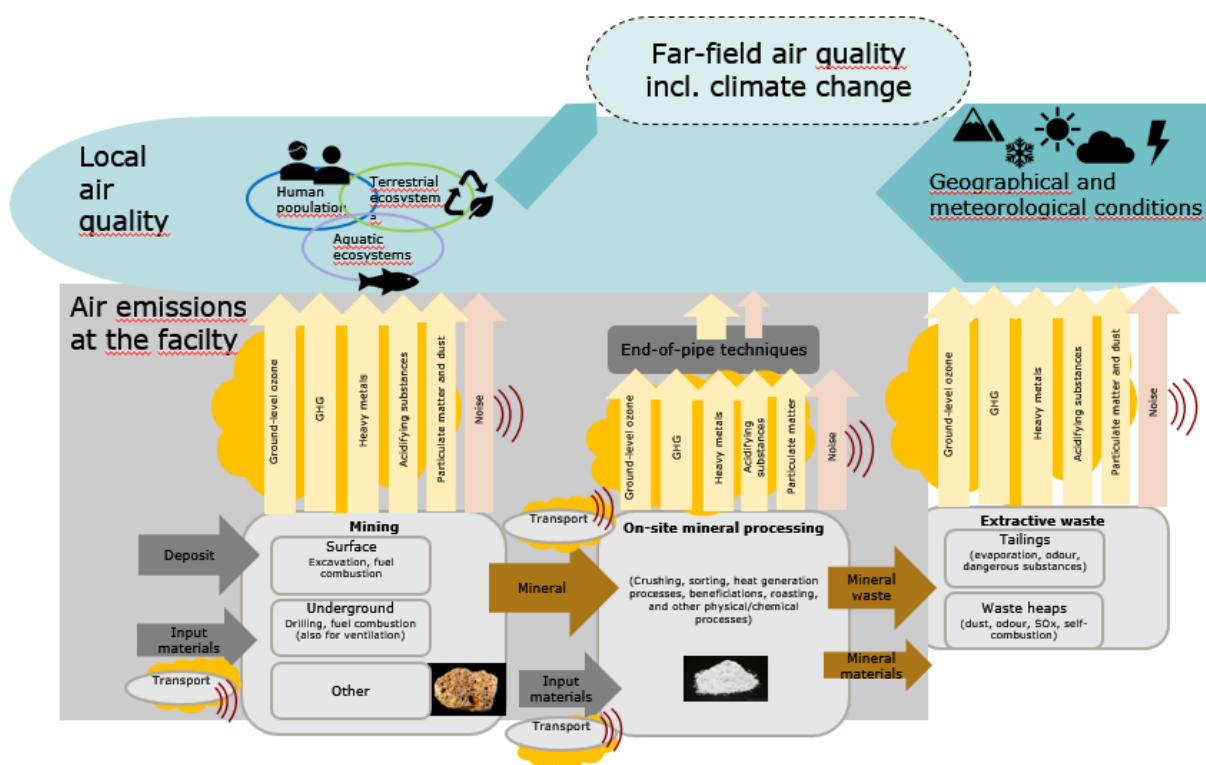 Far-field air quality
incl. climate change
Local
air
quality
Human
population
Terrestrial
ecosystem
s
Aquatic
ecosystems
Geographical and
meteorological conditions
Air emissions
at the facilty
End-of-pipe techniques
Ground-level ozone
GHG
Heavy metals
Acidifying substances
Particulate matter and dust
Noise
Ground-level ozone
GHG
Heavy metals
Acidifying
substances
Particulate matter
Noise
Ground-level ozone
GHG
Heavy metals
Acidifying substances
Particulate matter and dust
Noise
Deposit
Input
materials
Transport
Mining
Surface
Excavation, fuel
combustion
Underground
Drilling, fuel combustion
(also for ventilation)
Other
Transport
Mineral
Input
materials
Transport
On-site mineral processing
(Crushing, sorting, heat generation
processes, beneficiations, roasting,
and other physical/chemical
processes)
Mineral
waste
Mineral
materials
Extractive waste
Tailings
(evaporation, odour,
dangerous substances)
Waste heaps
(dust, odour, SOx, self-
combustion)